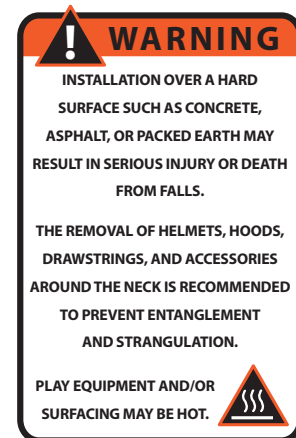 ! WARNING
INSTALLATION OVER A HARD
SURFACE SUCH AS CONCRETE,
ASPHALT, OR PACKED EARTH MAY
RESULT IN SERIOUS INJURY OR DEATH
FROM FALLS.
THE REMOVAL OF HELMETS, HOODS,
DRAWSTRINGS, AND ACCESSORIES
AROUND THE NECK IS RECOMMENDED
TO PREVENT ENTANGLEMENT
AND STRANGULATION.
PLAY EQUIPMENT AND/OR
SURFACING MAY BE HOT.